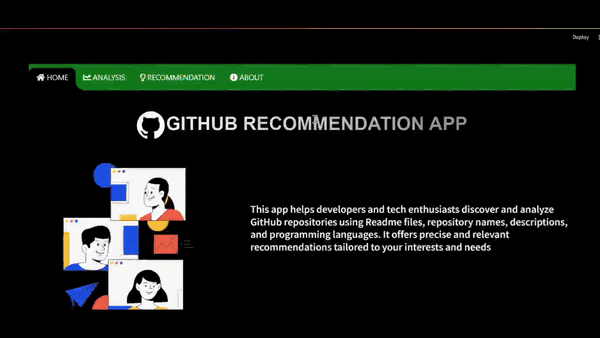 Deploy
HOME ANALYSIS RECOMMENDATION ABOUT
GITHUB RECOMMENDATION APP
This app helps developers and tech enthusiasts discover and analyze
GitHub repositories using Readme files, repository names, descriptions,
and programming languages. It offers precise and relevant
recommendations tailored to your interests and needs